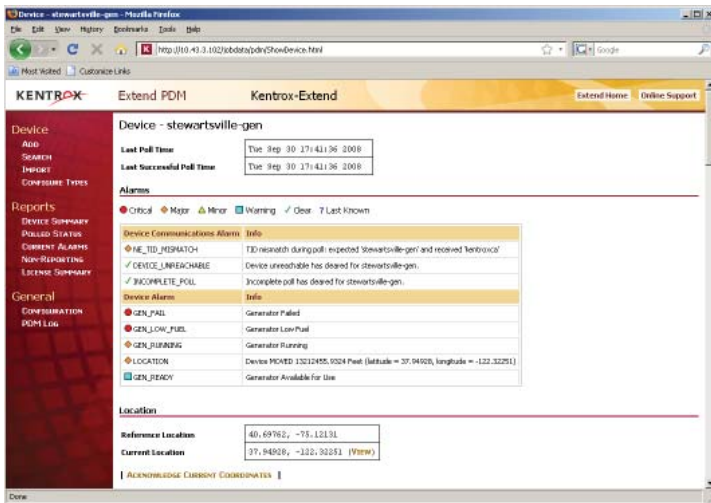 Device - stewartsville-gen - Mozilla Firefox
File Edit View History Bookmarks Tools Help
http://10.43.3.102/jobdata/pdm/ShowDevice.html
Google
Most Visited Customize Links
KENTROX Extend PDM Kentrox-Extend Extend Home Online Support
Device
ADD
SEARCH
IMPORT
CONFIGURE TYPES
Reports
DEVICE SUMMARY
POLLED STATUS
CURRENT ALARMS
NON-REPORTING
LICENSE SUMMARY
General
CONFIGURATION
PDM LOG
Device - stewartsville-gen
Last Poll Time Tue Sep 30 17:41:36 2008
Last Successful Poll Time Tue Sep 30 17:41:36 2008
Alarms
Critical Major Minor Warning Clear ? Last Known
Device Communications Alarm Info
NE_TID_MISMATCH TID mismatch during poll: expected 'stewartsville-gen' and received 'kentroxca'
DEVICE_UNREACHABLE Device unreachable has cleared for stewartsville-gen.
INCOMPLETE_POLL Incomplete poll has cleared for stewartsville-gen.
Device Alarm Info
GEN_FAIL Generator Failed
GEN_LOW_FUEL Generator Low Fuel
GEN_RUNNING Generator Running
LOCATION Device MOVED 13212455.9324 Feet (latitude = 37.94928, longitude = -122.32251)
GEN_READY Generator Available for Use
Location
Reference Location 40.69762, -75.12131
Current Location 37.94928, -122.32251 (VIEW)
| ACKNOWLEDGE CURRENT COORDINATES |
Done